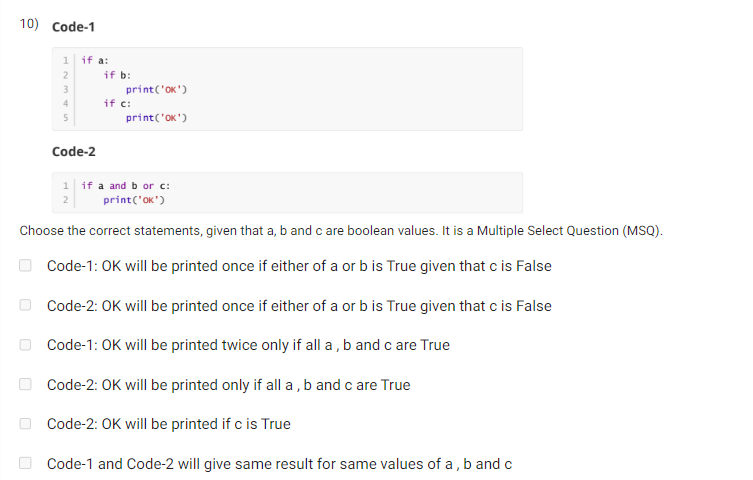 10) Code-1
1 if a:
2 if b:
3 print('OK')
4 if c:
5 print('OK')
Code-2
1 if a and b or c:
2 print('OK')
Choose the correct statements, given that a, b and c are boolean values. It is a Multiple Select Question (MSQ).
Code-1: OK will be printed once if either of a or b is True given that c is False
Code-2: OK will be printed once if either of a or b is True given that c is False
Code-1: OK will be printed twice only if all a , b and c are True
Code-2: OK will be printed only if all a , b and c are True
Code-2: OK will be printed if c is True
Code-1 and Code-2 will give same result for same values of a , b and c